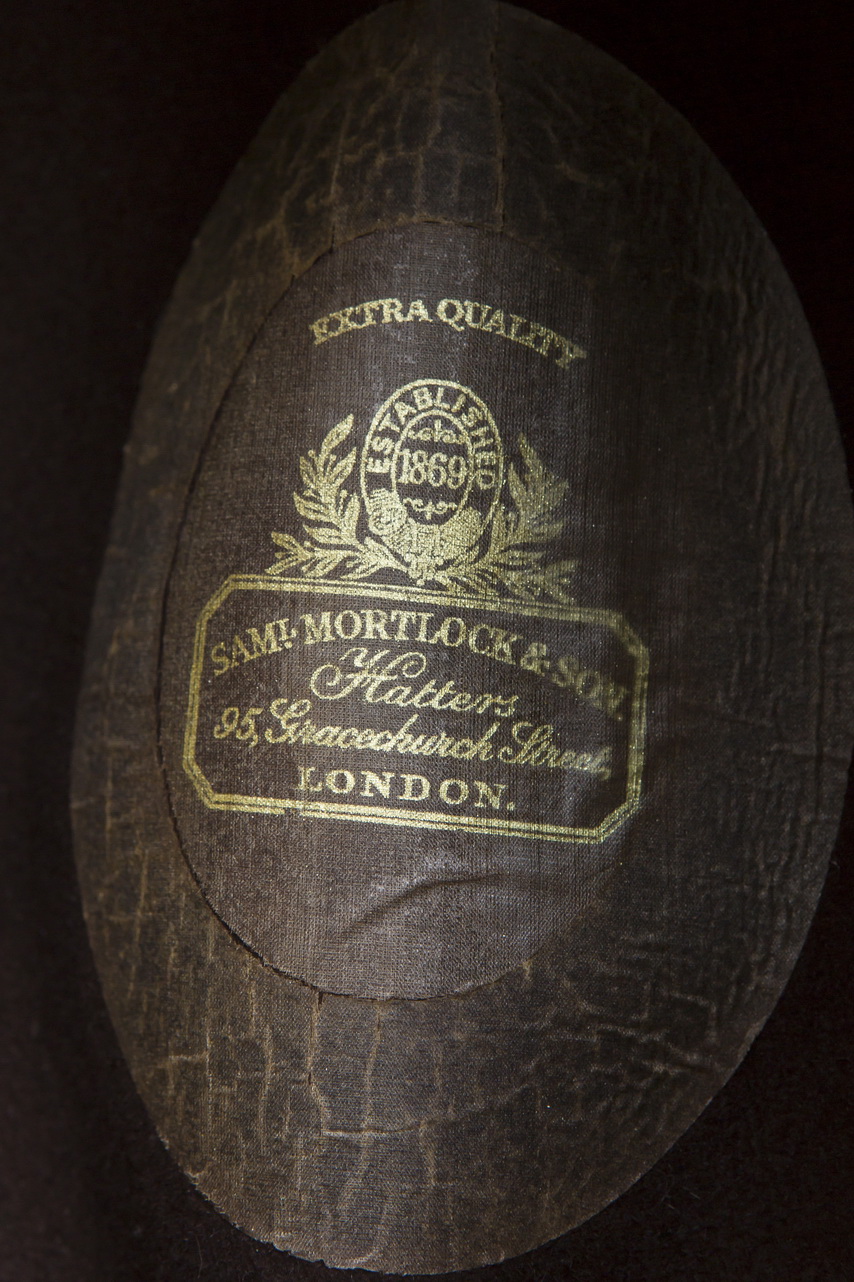 EXTRA QUALITY
ESTABLISHED
1869
SAML. MORTLOCK & SON.
Hatters
95, Gracechurch Street,
LONDON.